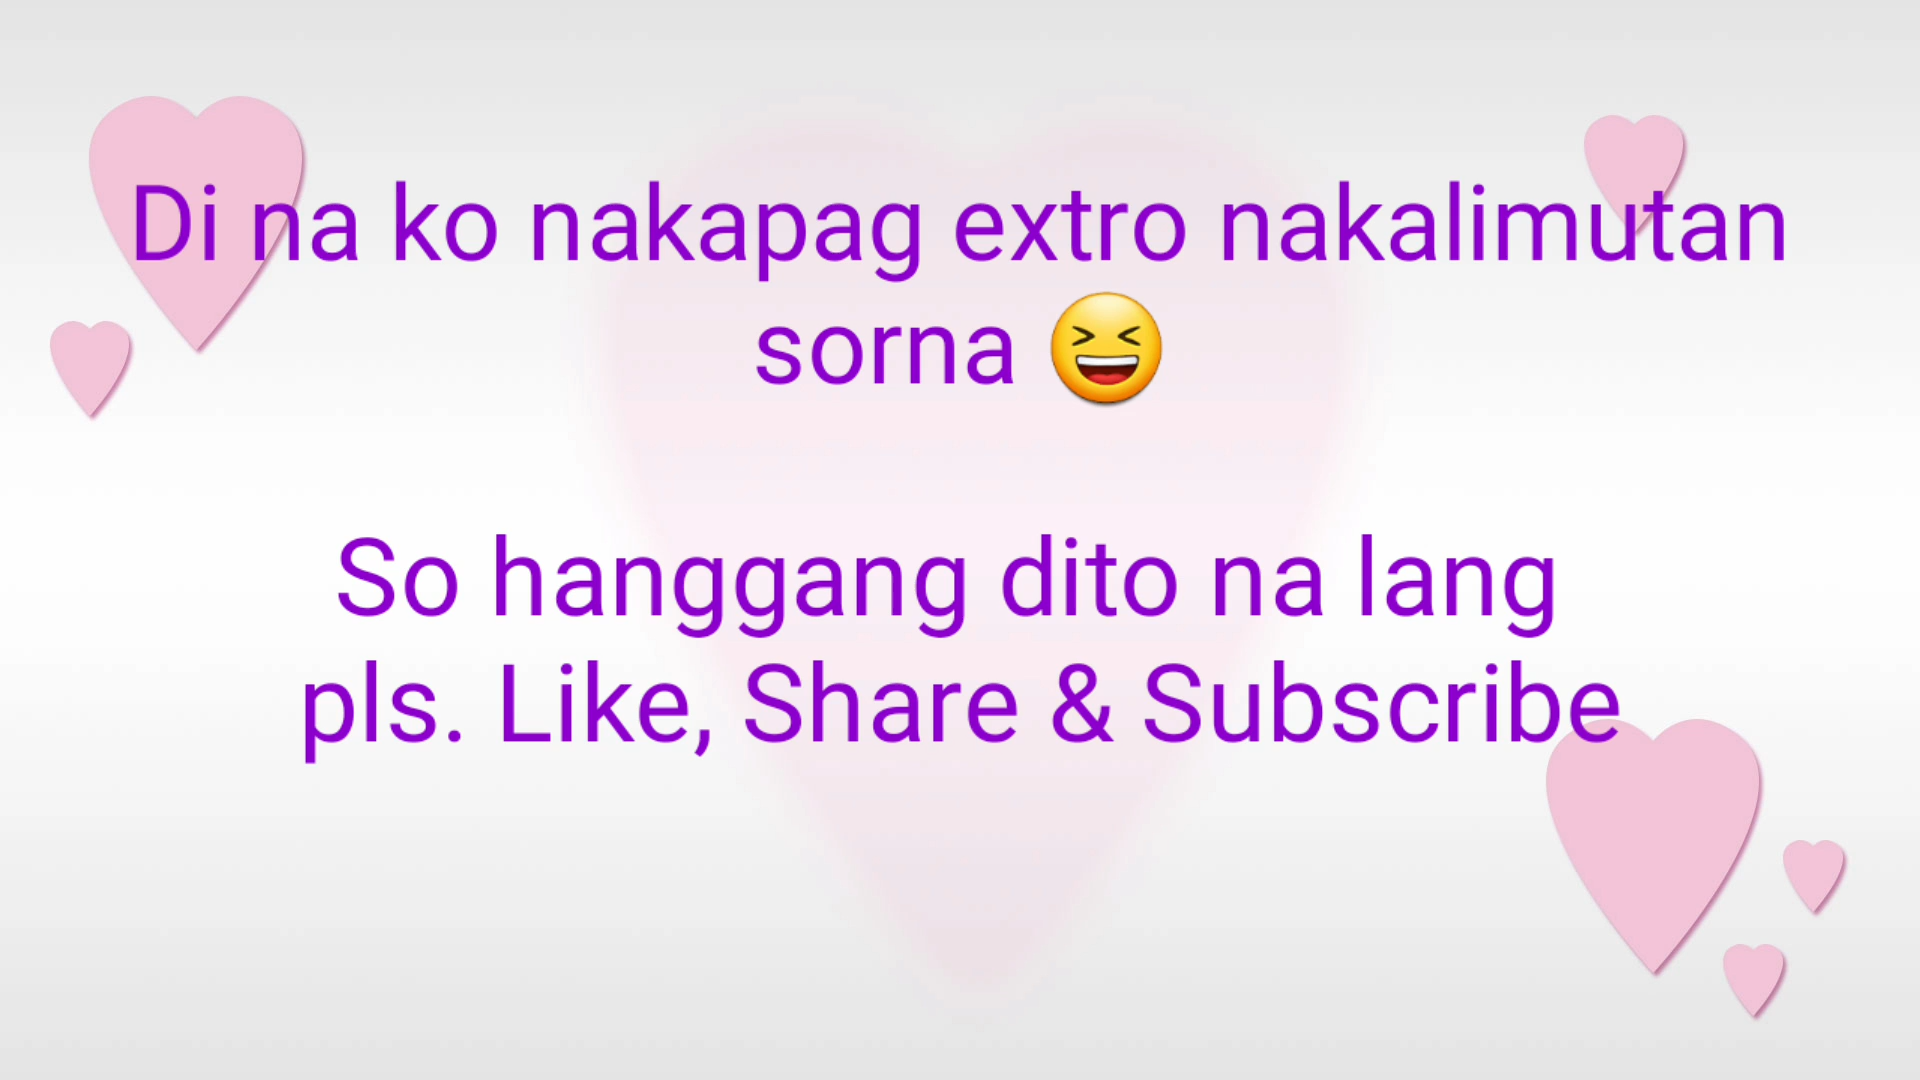 Di na ko nakapag extro nakalimutan
sorna 😆
So hanggang dito na lang
pls. Like, Share & Subscribe